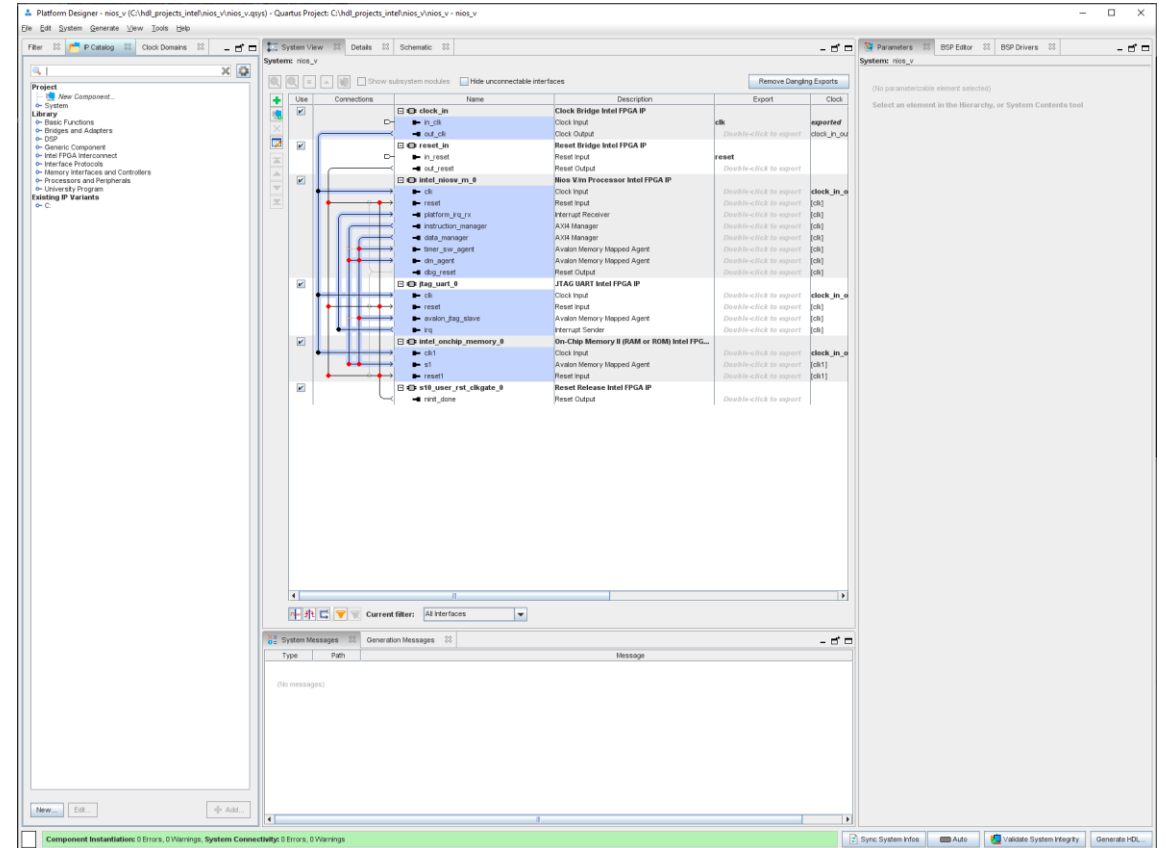 Platform Designer - nios_v (C:\hdl_projects_intel\nios_v\nios_v.qsys) - Quartus Project: C:\hdl_projects_intel\nios_v\nios_v - nios_v
File Edit System Generate View Tools Help
Filter IP Catalog Clock Domains
Project
New Component...
System
Library
Basic Functions
Bridges and Adapters
DSP
Generic Component
Intel FPGA Interconnect
Interface Protocols
Memory Interfaces and Controllers
Processors and Peripherals
University Program
Existing IP Variants
C:
New... Edit... Add...
System View Details Schematic
System: nios_v
Show subsystem modules Hide unconnectable interfaces Remove Dangling Exports
Use Connections Name Description Export Clock
clock_in Clock Bridge Intel FPGA IP
in_clk Clock Input clk exported
out_clk Clock Output Double-click to export clock_in_ou
reset_in Reset Bridge Intel FPGA IP
in_reset Reset Input reset
out_reset Reset Output Double-click to export
intel_niosv_m_0 Nios V/m Processor Intel FPGA IP
clk Clock Input Double-click to export clock_in_o
reset Reset Input Double-click to export [clk]
platform_irq_rx Interrupt Receiver Double-click to export [clk]
instruction_manager AXI4 Manager Double-click to export [clk]
data_manager AXI4 Manager Double-click to export [clk]
timer_sw_agent Avalon Memory Mapped Agent Double-click to export [clk]
dm_agent Avalon Memory Mapped Agent Double-click to export [clk]
dbg_reset Reset Output Double-click to export [clk]
jtag_uart_0 JTAG UART Intel FPGA IP
clk Clock Input Double-click to export clock_in_o
reset Reset Input Double-click to export [clk]
avalon_jtag_slave Avalon Memory Mapped Agent Double-click to export [clk]
irq Interrupt Sender Double-click to export [clk]
intel_onchip_memory_0 On-Chip Memory II (RAM or ROM) Intel FPG...
clk1 Clock Input Double-click to export clock_in_o
s1 Avalon Memory Mapped Agent Double-click to export [clk1]
reset1 Reset Input Double-click to export [clk1]
s10_user_rst_clkgate_0 Reset Release Intel FPGA IP
ninit_done Reset Output Double-click to export
Current filter: All Interfaces
System Messages Generation Messages
Type Path Message
(No messages)
Parameters BSP Editor BSP Drivers
System: nios_v
(No parameterizable element selected)
Select an element in the Hierarchy, or System Contents tool
Component Instantiation: 0 Errors, 0 Warnings, System Connectivity: 0 Errors, 0 Warnings
Sync System Infos Auto Validate System Integrity Generate HDL...